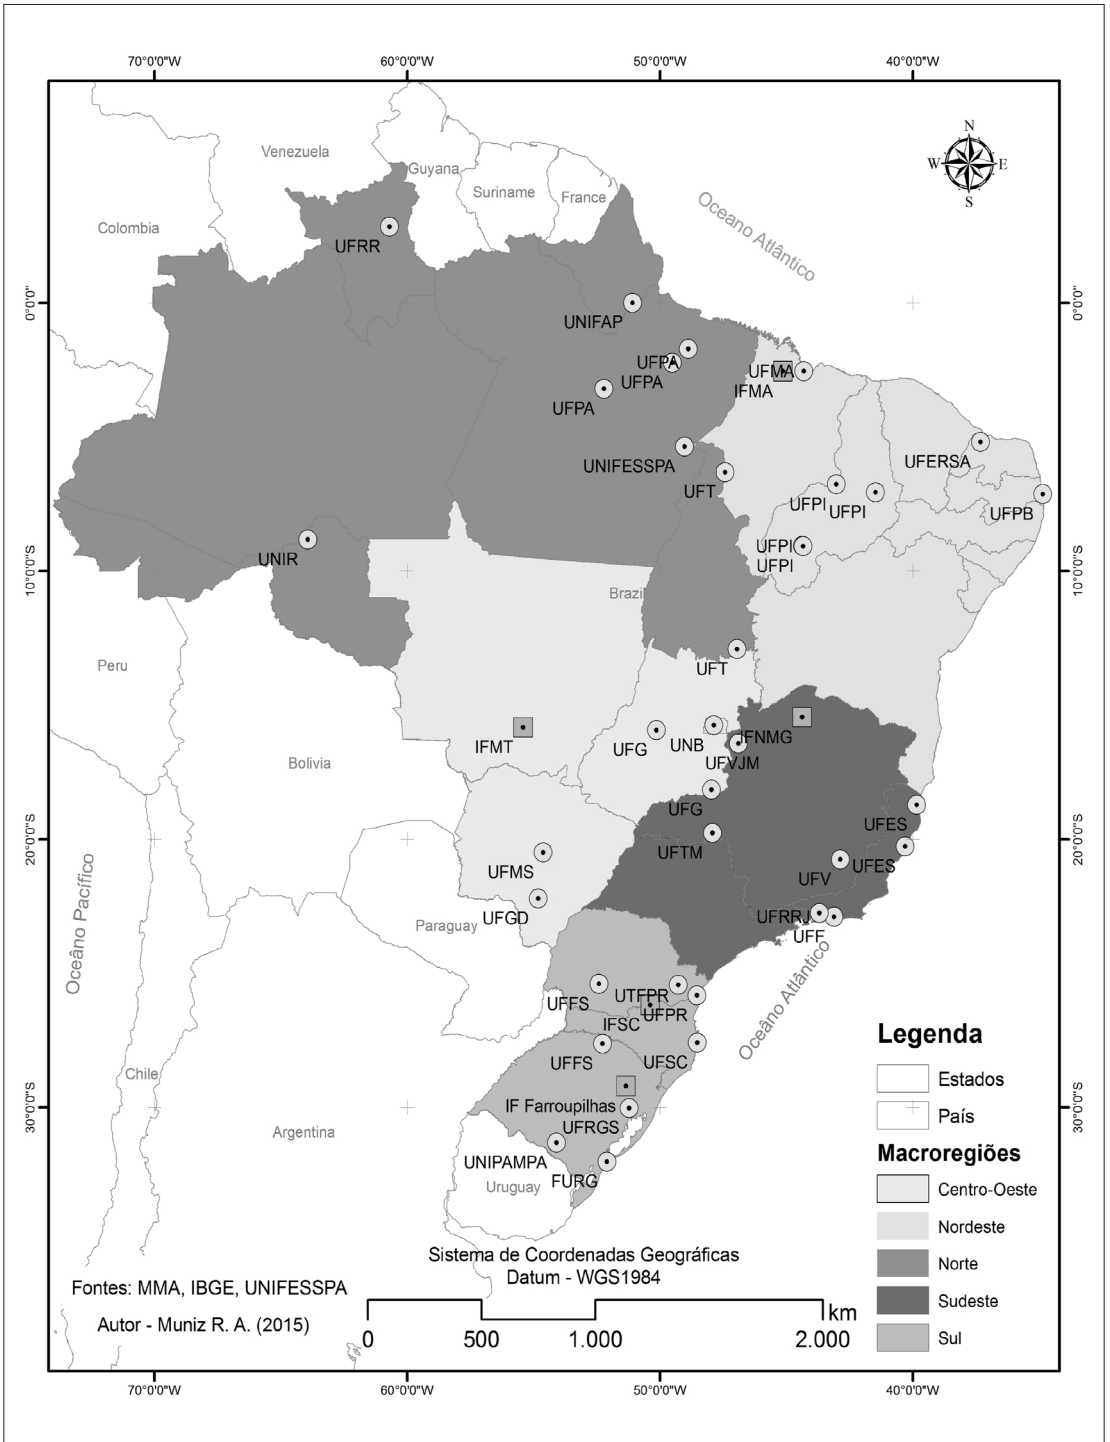 70°0'0"W 60°0'0"W 50°0'0"W 40°0'0"W
N
W E
S
Venezuela
Guyana
Suriname
France
Colombia
Oceano Atlântico
UFRR
0°0'0" 0°0'0"
UNIFAP
UFPA
UFPA
UFPA
UFMA
IFMA
UFERSA
UNIFESSPA
UFT
UFPI
UFPI
UFPB
UNIR
UFPI
UFPI
10°0'0"S 10°0'0"S
Brazil
Peru
UFT
IFMT
UFG
UNB
IFNMG
UFVJM
Bolivia
UFG
UFES
20°0'0"S 20°0'0"S
UFTM
UFES
UFMS
UFV
Oceâno Pacífico
UFGD
UFRRJ
Paraguay
UFF
UTFPR
UFFS
UFPR
IFSC
Oceâno Atlântico
UFFS
UFSC
Chile
IF Farroupilhas
30°0'0"S 30°0'0"S
UFRGS
Argentina
UNIPAMPA
FURG
Uruguay
Legenda
Estados
País
Macroregiões
Centro-Oeste
Nordeste
Norte
Sudeste
Sul
Sistema de Coordenadas Geográficas
Datum - WGS1984
Fontes: MMA, IBGE, UNIFESSPA
Autor - Muniz R. A. (2015)
km
0 500 1.000 2.000
70°0'0"W 60°0'0"W 50°0'0"W 40°0'0"W